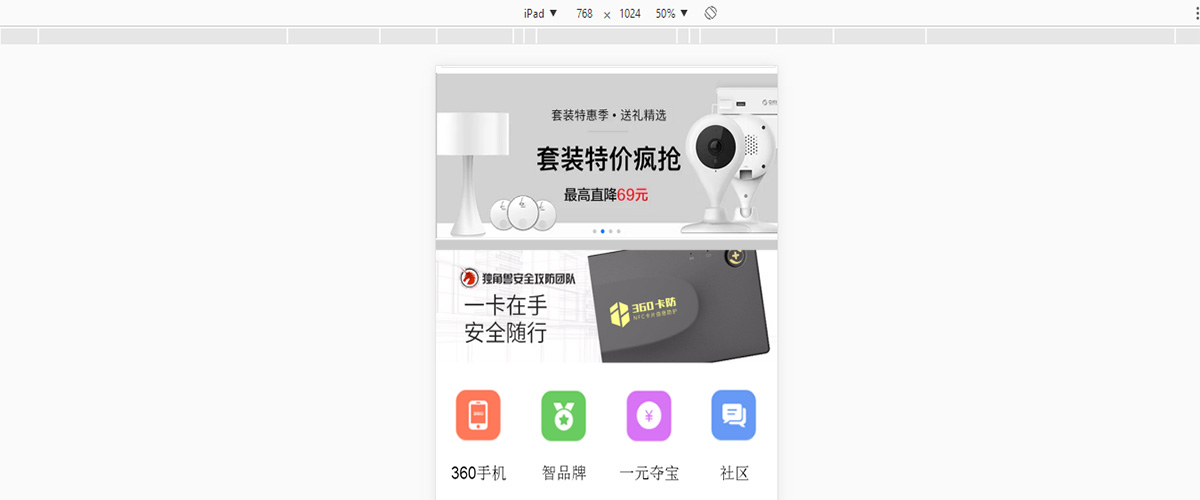 iPad ▼ 768 × 1024 50% ▼
套装特惠季 • 送礼精选
套装特价疯抢
最高直降69元
独角兽安全攻防团队
一卡在手
安全随行
360卡防
360
¥
360手机 智品牌 一元夺宝 社区